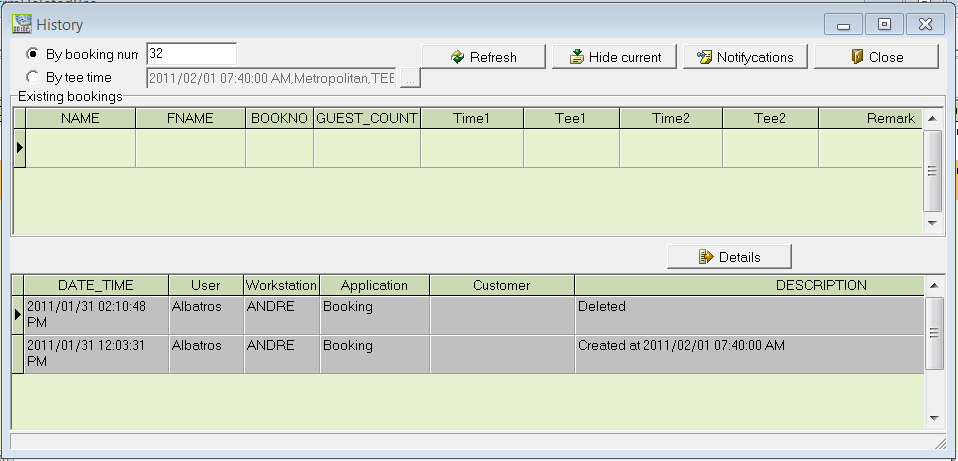 History
By booking num 32
Refresh Hide current Notifycations Close
By tee time 2011/02/01 07:40:00 AM,Metropolitan,TEE ...
Existing bookings
NAME FNAME BOOKNO GUEST_COUNT Time1 Tee1 Time2 Tee2 Remark
Details
DATE_TIME User Workstation Application Customer DESCRIPTION
2011/01/31 02:10:48 Albatros ANDRE Booking Deleted
PM
2011/01/31 12:03:31 Albatros ANDRE Booking Created at 2011/02/01 07:40:00 AM
PM